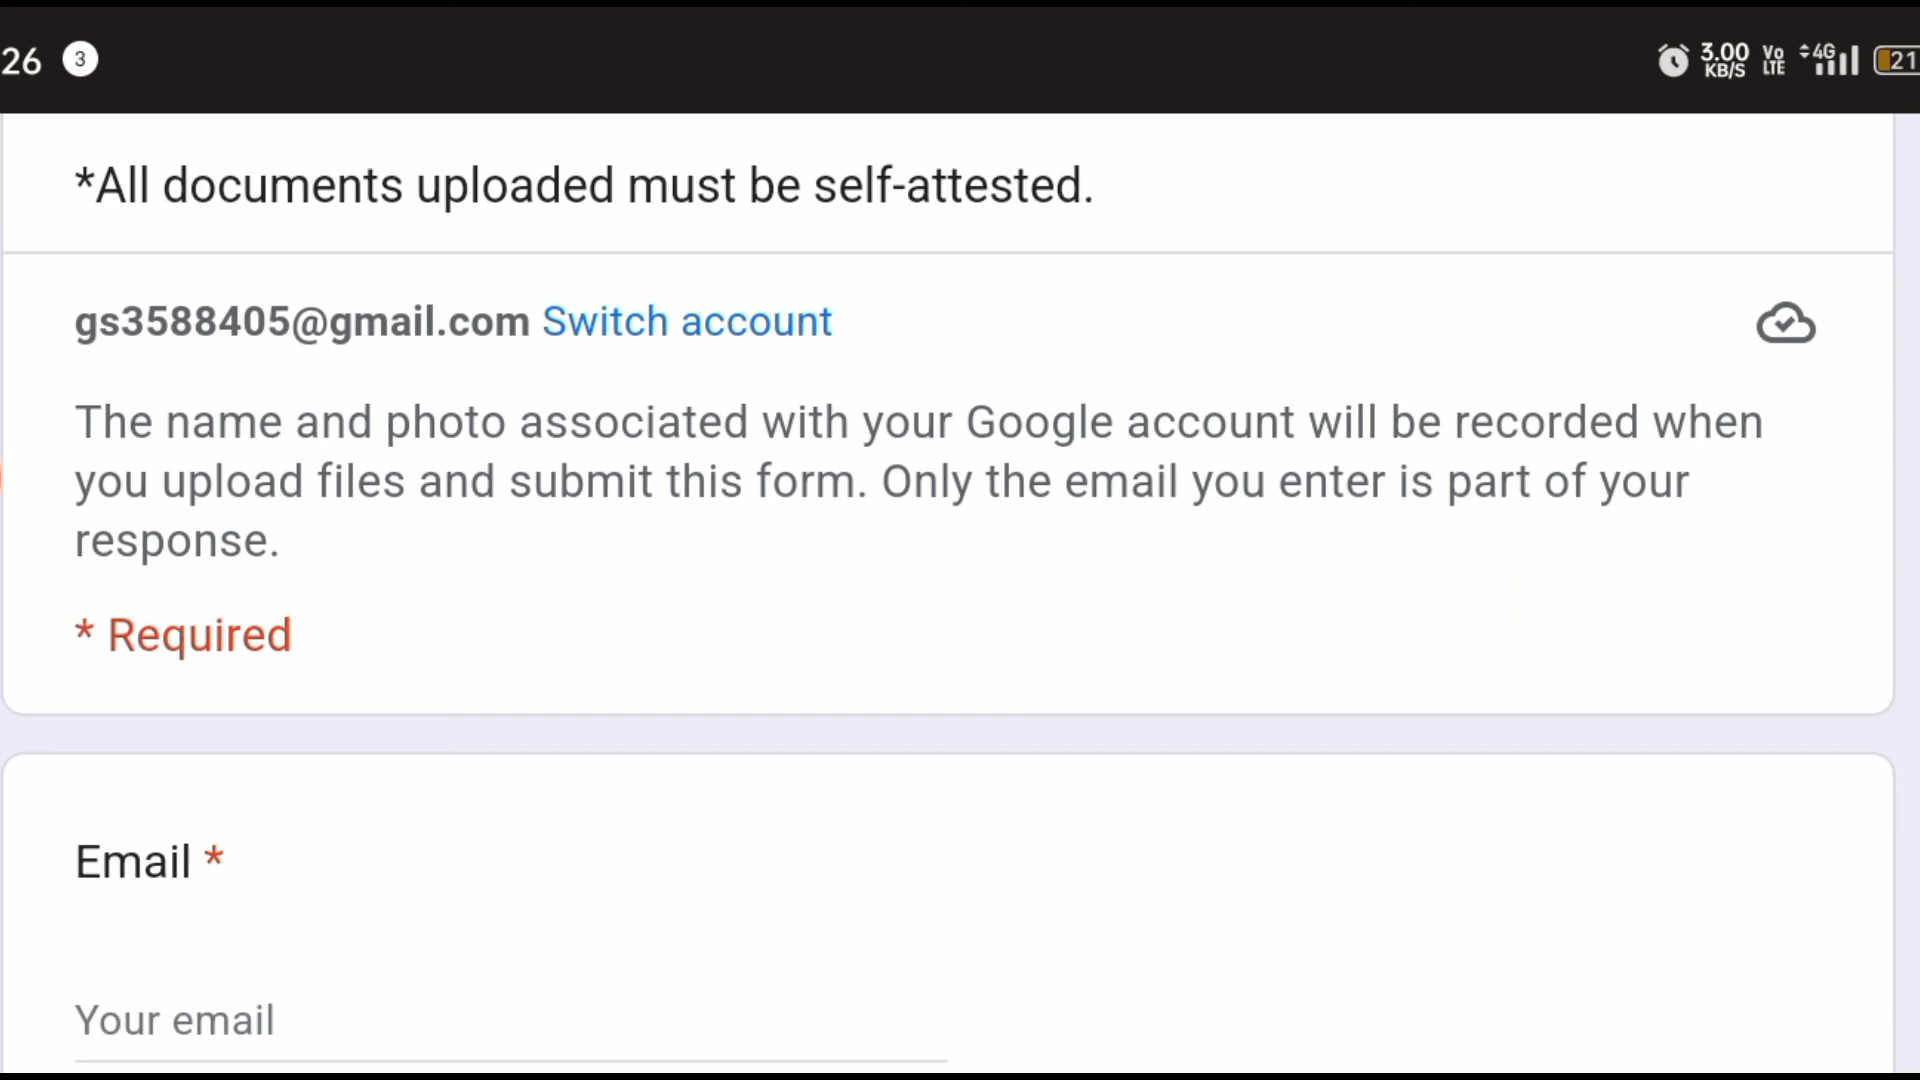 26 3 3.00 KB/S Vo LTE 4G 21
*All documents uploaded must be self-attested.
gs3588405@gmail.com Switch account
The name and photo associated with your Google account will be recorded when
you upload files and submit this form. Only the email you enter is part of your
response.
* Required
Email *
Your email